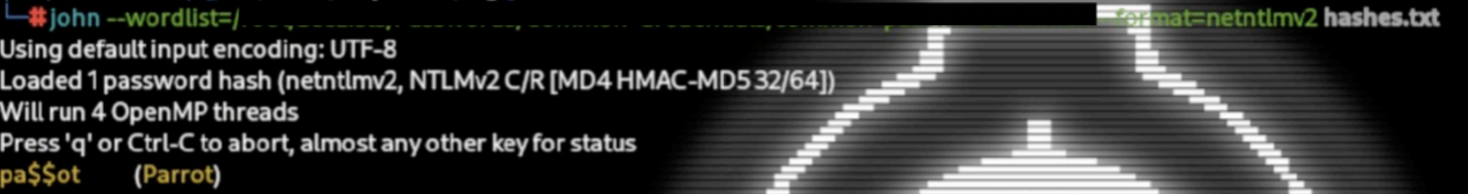 └─#john --wordlist=/ --format=netntlmv2 hashes.txt
Using default input encoding: UTF-8
Loaded 1 password hash (netntlmv2, NTLMv2 C/R [MD4 HMAC-MD5 32/64])
Will run 4 OpenMP threads
Press 'q' or Ctrl-C to abort, almost any other key for status
pa$$ot (Parrot)